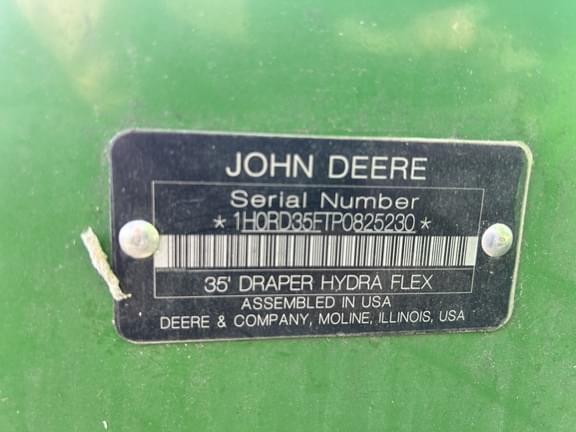 JOHN DEERE
Serial Number
*1H0RD35FTP0825230*
35' DRAPER HYDRA FLEX
ASSEMBLED IN USA
DEERE & COMPANY, MOLINE, ILLINOIS, USA